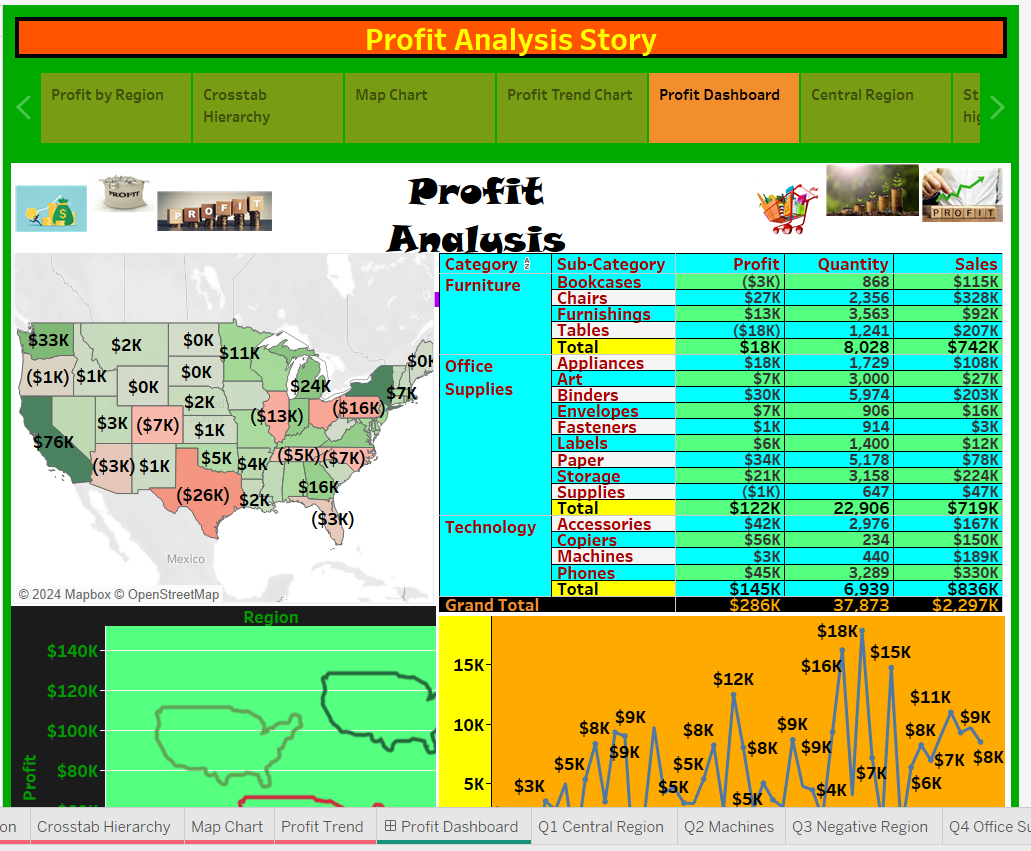 Profit Analysis Story
Profit by Region
Crosstab
Hierarchy
Map Chart
Profit Trend Chart
Profit Dashboard
Central Region
St
hig
PROFIT
PROFIT
Profit
Analysis
PROFIT
$33K
$2K
$0K
$11K
$0K
($1K)
$1K
$0K
$0K
$24K
$7K
$2K
($16K)
$3K
($7K)
$1K
($13K)
$76K
($3K)
$1K
$5K
$4K
($5K)
($7K)
($26K)
$2K
$16K
($3K)
Mexico
© 2024 Mapbox © OpenStreetMap
Category Sub-Category Profit Quantity Sales
Furniture Bookcases ($3K) 868 $115K
Chairs $27K 2,356 $328K
Furnishings $13K 3,563 $92K
Tables ($18K) 1,241 $207K
Total $18K 8,028 $742K
Office
Supplies
Appliances $18K 1,729 $108K
Art $7K 3,000 $27K
Binders $30K 5,974 $203K
Envelopes $7K 906 $16K
Fasteners $1K 914 $3K
Labels $6K 1,400 $12K
Paper $34K 5,178 $78K
Storage $21K 3,158 $224K
Supplies ($1K) 647 $47K
Total $122K 22,906 $719K
Technology Accessories $42K 2,976 $167K
Copiers $56K 234 $150K
Machines $3K 440 $189K
Phones $45K 3,289 $330K
Total $145K 6,939 $836K
Grand Total $286K 37,873 $2,297K
Region
Profit
$140K
$120K
$100K
$80K
15K
10K
5K
$3K
$5K
$8K
$9K
$9K
$5K
$5K
$8K
$12K
$8K
$5K
$9K
$9K
$4K
$16K
$18K
$7K
$15K
$6K
$8K
$7K
$11K
$9K
$8K
on
Crosstab Hierarchy
Map Chart
Profit Trend
Profit Dashboard
Q1 Central Region
Q2 Machines
Q3 Negative Region
Q4 Office Su